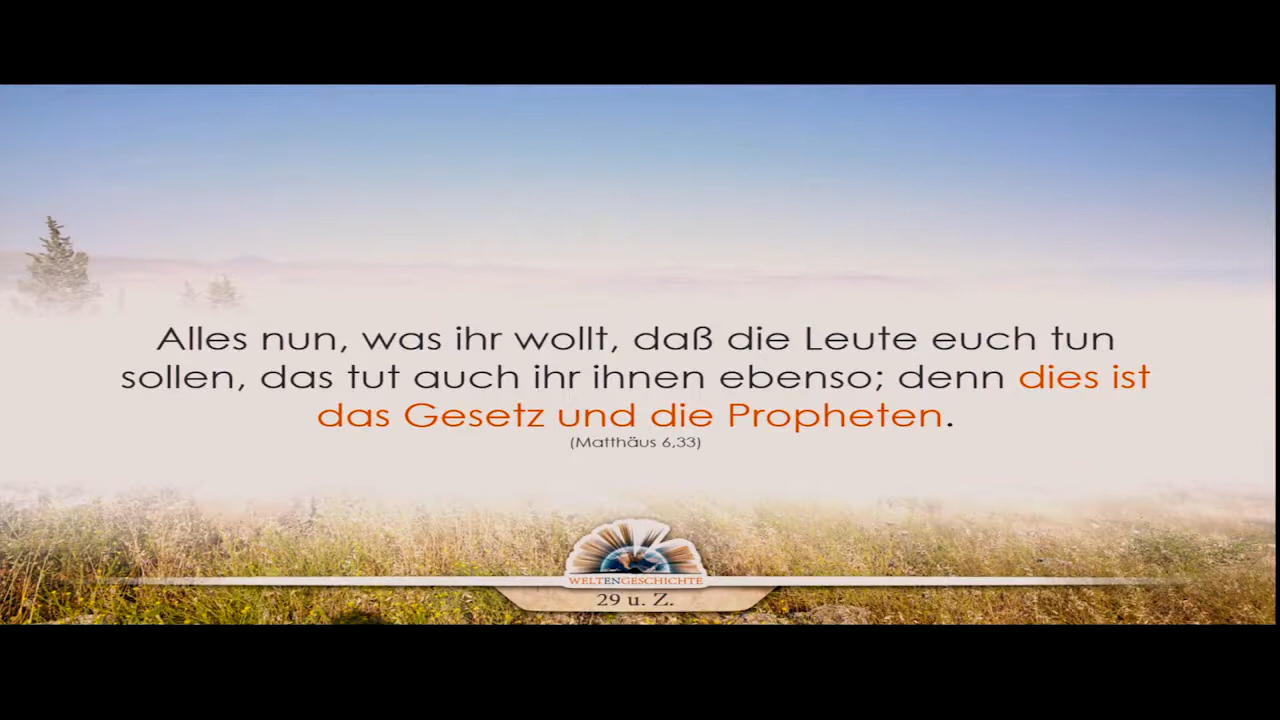 Alles nun, was ihr wollt, daß die Leute euch tun
sollen, das tut auch ihr ihnen ebenso; denn dies ist
das Gesetz und die Propheten.
(Matthäus 6,33)
WELTENGESCHICHTE
29 u. Z.